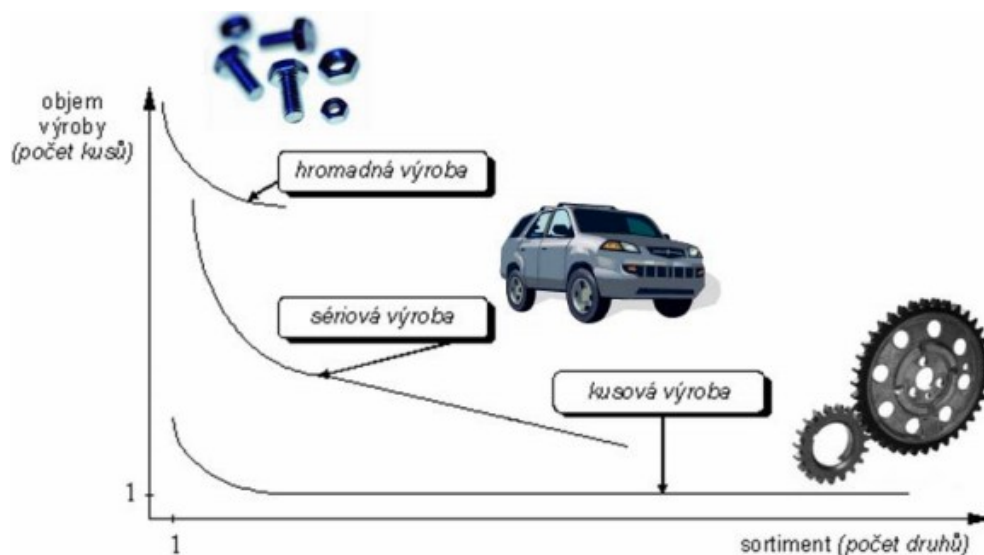 objem
výroby
(počet kusů)
hromadná výroba
sériová výroba
kusová výroba
1
1
sortiment (počet druhů)